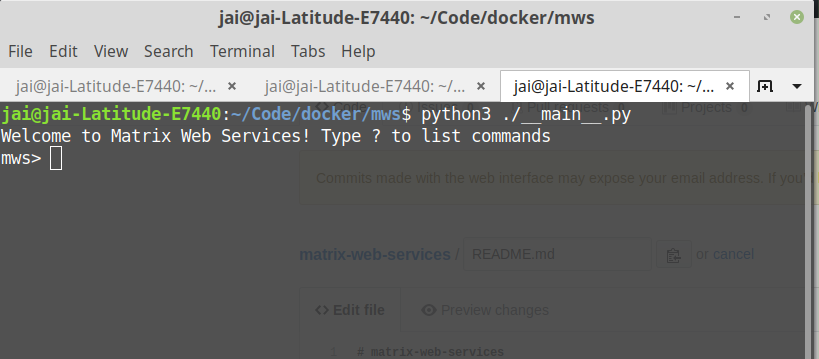 jai@jai-Latitude-E7440: ~/Code/docker/mws
File Edit View Search Terminal Tabs Help
jai@jai-Latitude-E7440: ~/... × jai@jai-Latitude-E7440: ~/... × jai@jai-Latitude-E7440: ~/... ×
jai@jai-Latitude-E7440:~/Code/docker/mws$ python3 ./__main__.py
Projects 0
Welcome to Matrix Web Services! Type ? to list commands
mws>
Commits made with the web interface may expose your email address. If you'd
matrix-web-services / README.md or cancel
<> Edit file Preview changes
1 # matrix-web-services